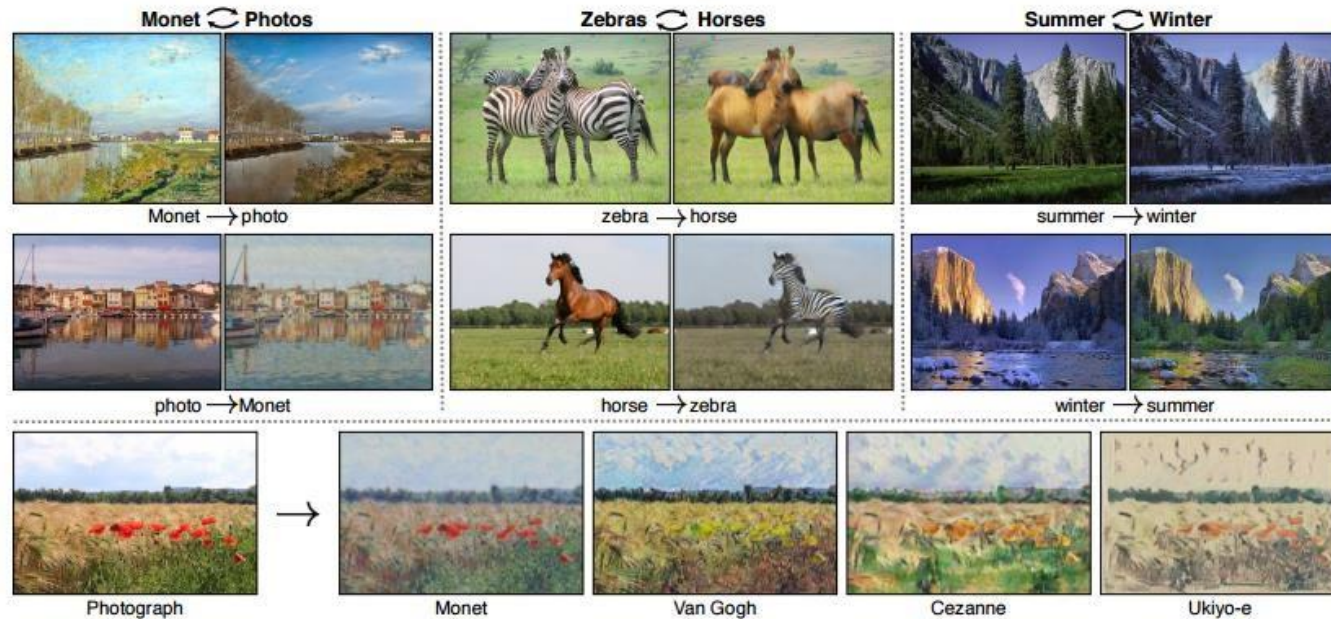 Monet ⟲ Photos
Zebras ⟲ Horses
Summer ⟲ Winter
Monet → photo
zebra → horse
summer → winter
photo → Monet
horse → zebra
winter → summer
Photograph
→
Monet
Van Gogh
Cezanne
Ukiyo-e